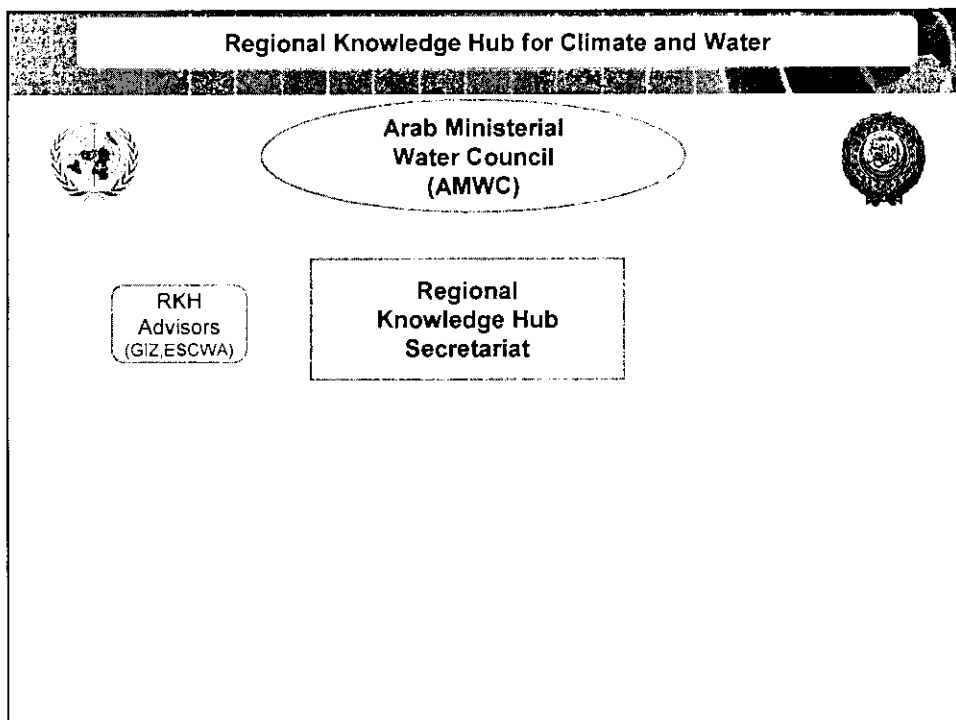 Regional Knowledge Hub for Climate and Water
Arab Ministerial
Water Council
(AMWC)
RKH
Advisors
(GIZ,ESCWA)
Regional
Knowledge Hub
Secretariat